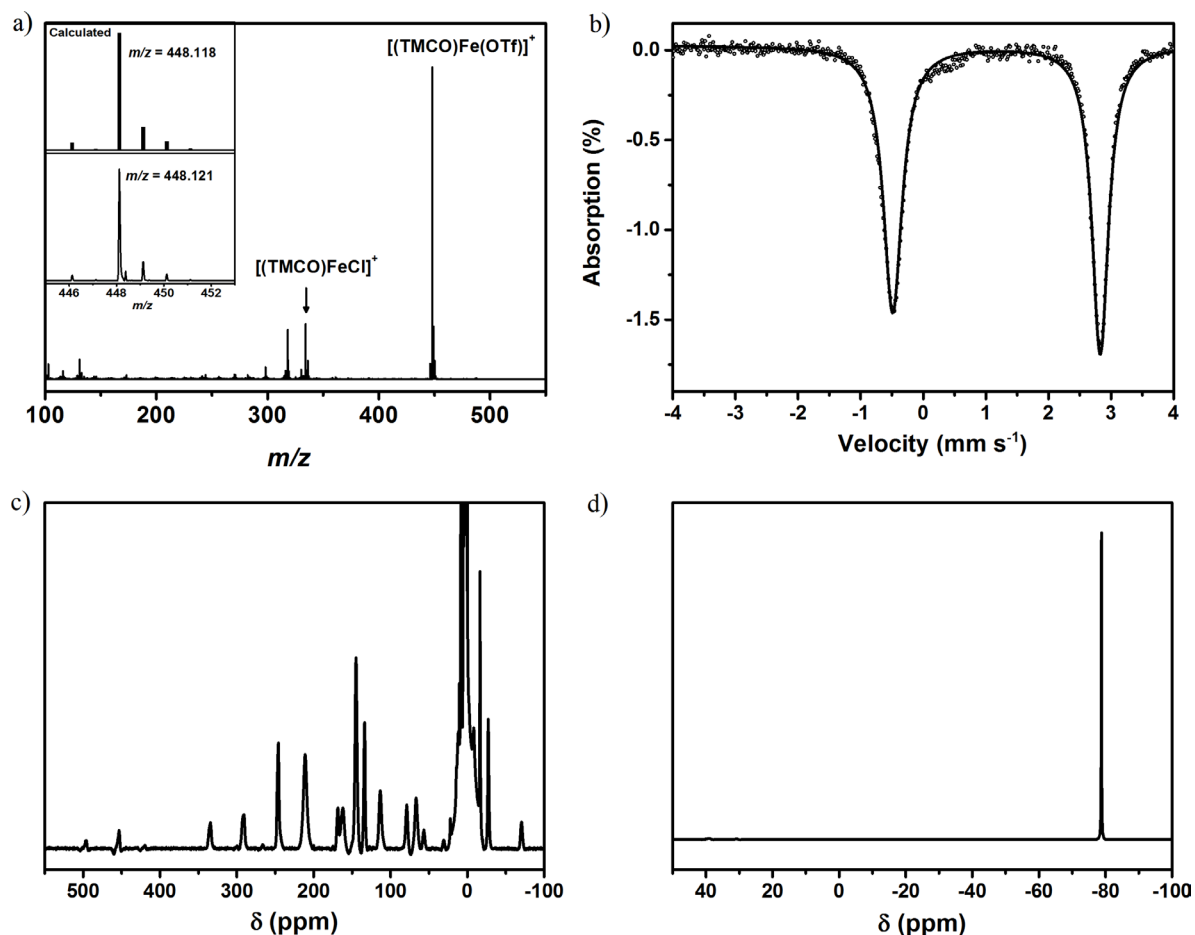 a)
Calculated
m/z = 448.118
m/z = 448.121
446 448 450 452
m/z
[(TMCO)Fe(OTf)]+
[(TMCO)FeCl]+
100 200 300 400 500
m/z
b)
0.0
-0.5
-1.0
-1.5
Absorption (%)
-4 -3 -2 -1 0 1 2 3 4
Velocity (mm s-1)
c)
500 400 300 200 100 0 -100
δ (ppm)
d)
40 20 0 -20 -40 -60 -80 -100
δ (ppm)